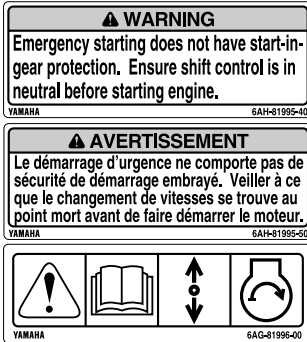 WARNING
Emergency starting does not have start-in-
gear protection. Ensure shift control is in
neutral before starting engine.
YAMAHA 6AH-81995-40
AVERTISSEMENT
Le démarrage d'urgence ne comporte pas de
sécurité de démarrage embrayé. Veiller à ce
que le changement de vitesses se trouve au
point mort avant de faire démarrer le moteur.
YAMAHA 6AH-81995-50
YAMAHA 6AG-81996-00